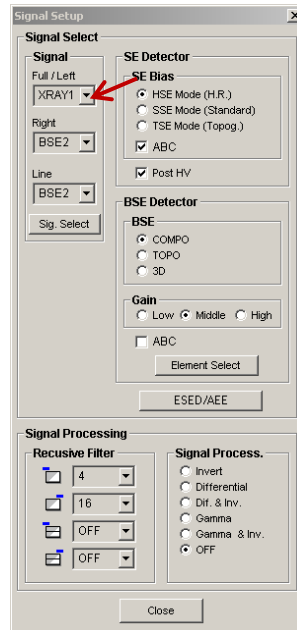 Signal Setup
Signal Select
Signal
Full / Left
XRAY1
Right
BSE2
Line
BSE2
Sig. Select
SE Detector
SE Bias
HSE Mode (H.R.)
SSE Mode (Standard)
TSE Mode (Topog.)
ABC
Post HV
BSE Detector
BSE
COMPO
TOPO
3D
Gain
Low Middle High
ABC
Element Select
ESED/AEE
Signal Processing
Recusive Filter
4
16
OFF
OFF
Signal Process.
Invert
Differential
Dif. & Inv.
Gamma
Gamma & Inv.
OFF
Close